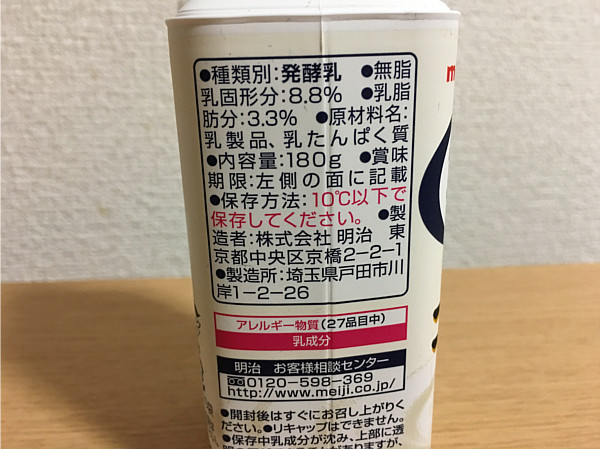 ●種類別:発酵乳 ●無脂
乳固形分:8.8% ●乳脂
肪分:3.3% ●原材料名:
乳製品、乳たんぱく質
●内容量:180g ●賞味
期限:左側の面に記載
●保存方法:10℃以下で
保存してください。●製
造者:株式会社 明治 東
京都中央区京橋2-2-1
●製造所:埼玉県戸田市川
岸1-2-26
アレルギー物質(27品目中)
乳成分
明治 お客様相談センター
0120-598-369
http://www.meiji.co.jp/
●開封後はすぐにお召し上がりく
ださい。●リキャップはできません。
●保存中乳成分が沈み、上部に透